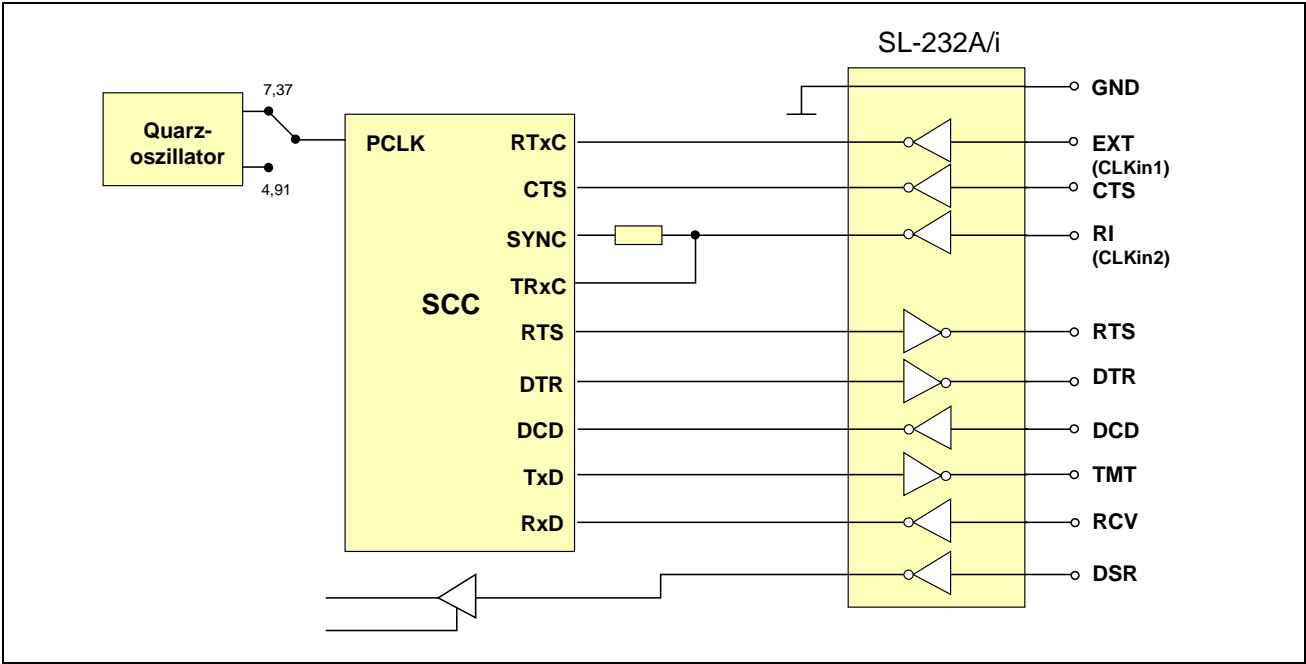 SL-232A/i
7,37
Quarz-
oszillator
4,91
PCLK
SCC
RTxC
CTS
SYNC
TRxC
RTS
DTR
DCD
TxD
RxD
GND
EXT
(CLKin1)
CTS
RI
(CLKin2)
RTS
DTR
DCD
TMT
RCV
DSR